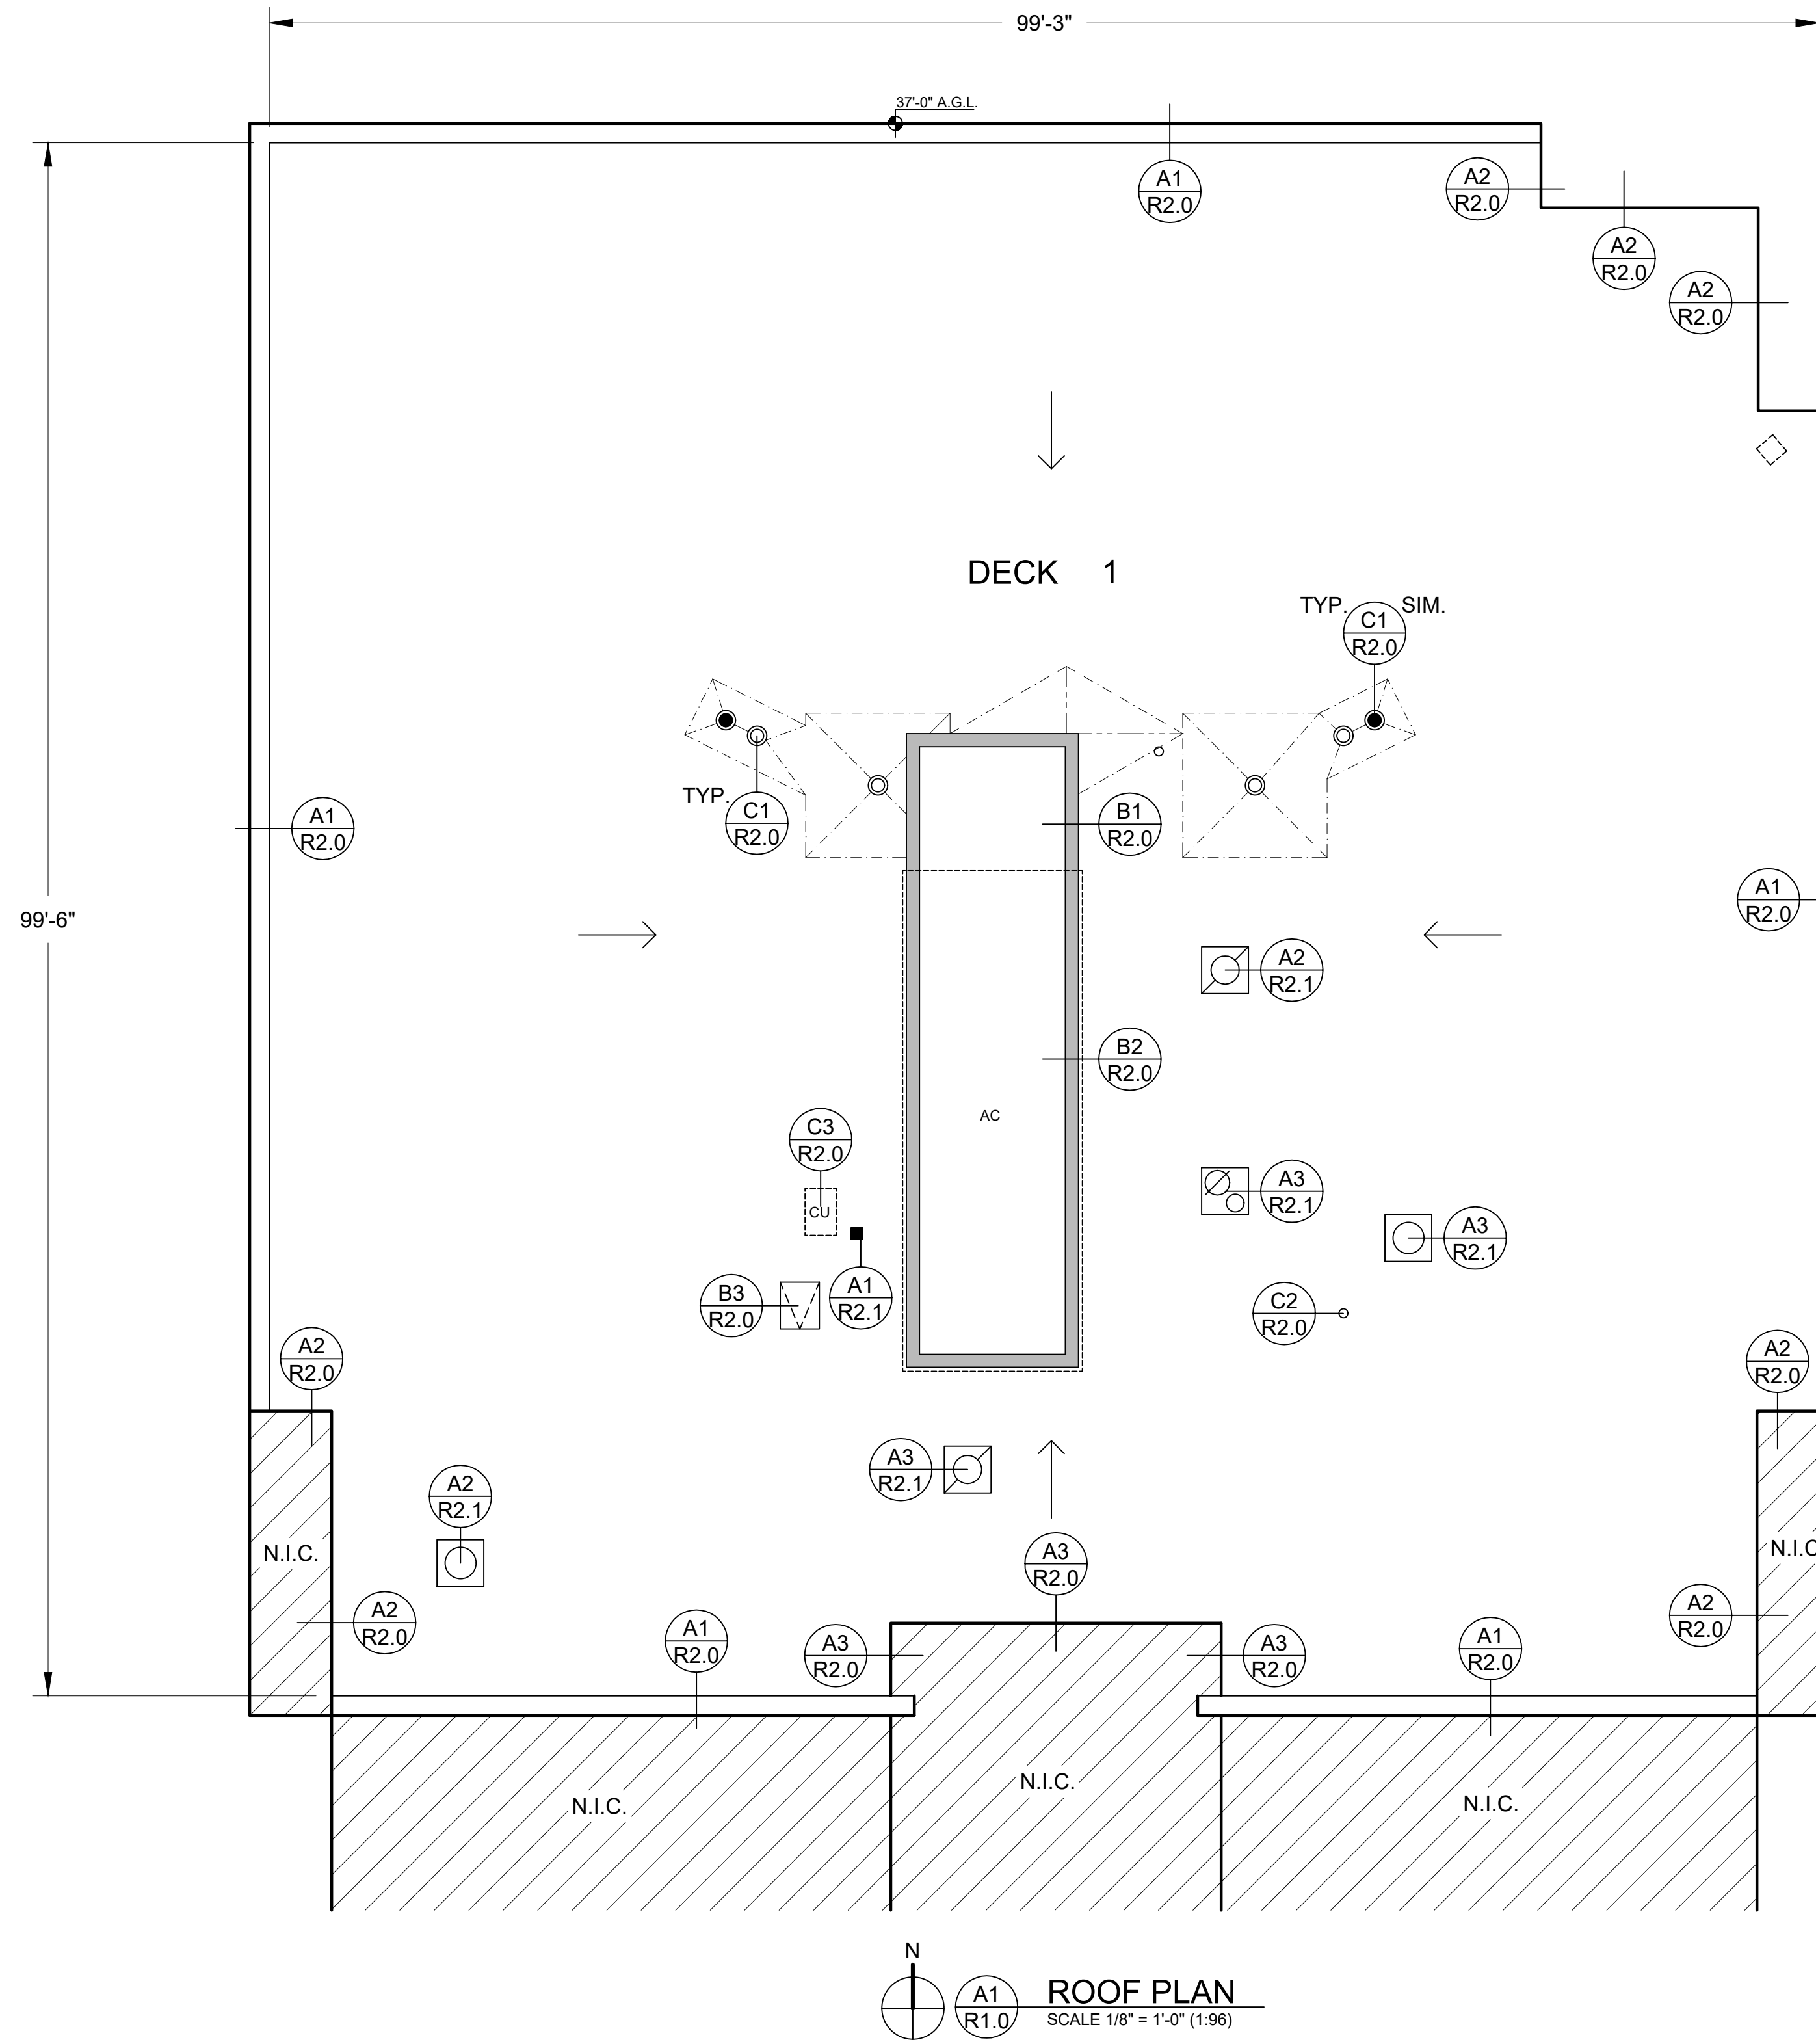 99'-3"
37'-0" A.G.L.
A1
R2.0
A2
R2.0
A2
R2.0
A2
R2.0
DECK 1
TYP.
C1
R2.0
SIM.
TYP.
C1
R2.0
B1
R2.0
A1
R2.0
A1
R2.0
99'-6"
A2
R2.1
B2
R2.0
AC
C3
R2.0
CU
A3
R2.1
A3
R2.1
B3
R2.0
A1
R2.1
C2
R2.0
A2
R2.0
A2
R2.0
A3
R2.1
A2
R2.1
N.I.C.
A3
R2.0
N.I.C
A2
R2.0
A1
R2.0
A3
R2.0
A3
R2.0
A1
R2.0
A2
R2.0
N.I.C.
N.I.C.
N.I.C.
N
A1
R1.0
ROOF PLAN
SCALE 1/8" = 1'-0" (1:96)